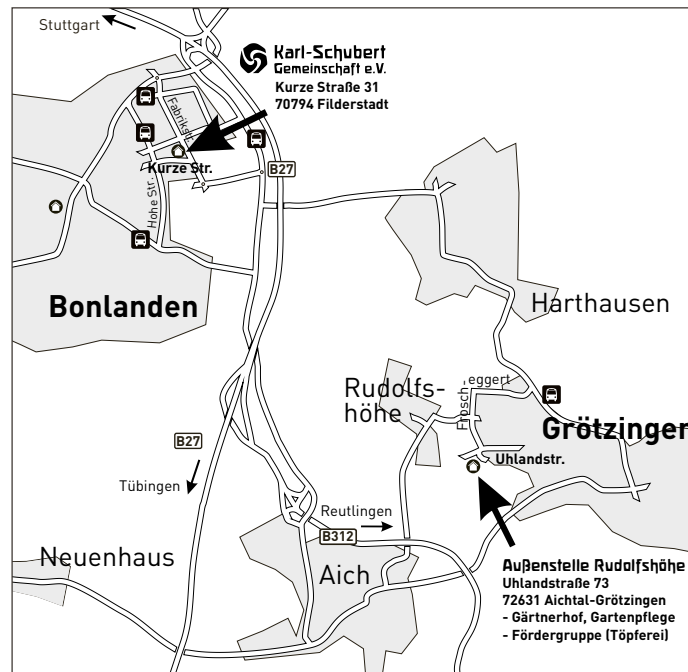 Stuttgart
Karl-Schubert
Gemeinschaft e.V.
Kurze Straße 31
70794 Filderstadt
Fabrikstr.
Kurze Str.
B27
Hohe Str.
Bonlanden
Harthausen
Rudolfs-
höhe
Frosch-
eggert
Grötzingen
Uhlandstr.
B27
Tübingen
Reutlingen
B312
Neuenhaus
Aich
Außenstelle Rudolfshöhe
Uhlandstraße 73
72631 Aichtal-Grötzingen
- Gärtnerhof, Gartenpflege
- Fördergruppe (Töpferei)